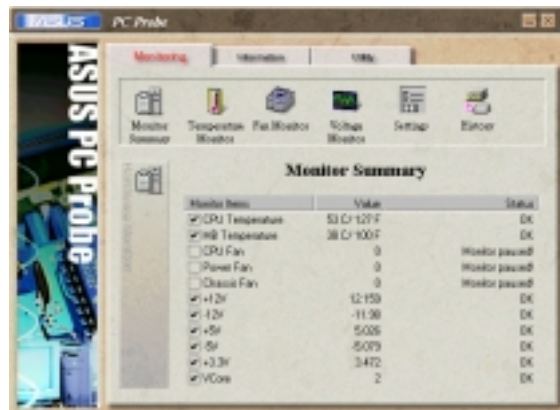 ASUS PC Probe
Monitoring Information Utility
ASUS PC Probe
Monitor Summary Temperature Monitor Fan Monitor Voltage Monitor Settings History
Monitor Summary
Monitor Items Value Status
CPU Temperature 53 C/ 127 F OK
MB Temperature 38 C/ 100 F OK
CPU Fan 0 Monitor paused!
Power Fan 0 Monitor paused!
Chassis Fan 0 Monitor paused!
+12V 12.159 OK
-12V -11.98 OK
+5V 5.026 OK
-5V -5.079 OK
+3.3V 3.472 OK
VCore 2 OK